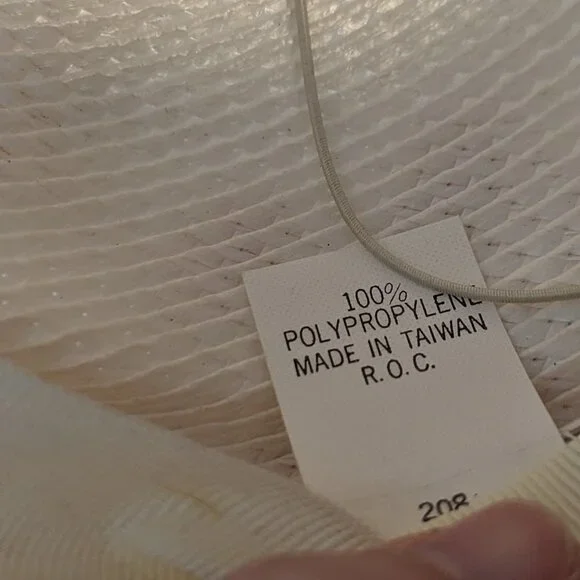 100%
POLYPROPYLENE
MADE IN TAIWAN
R.O.C.
208